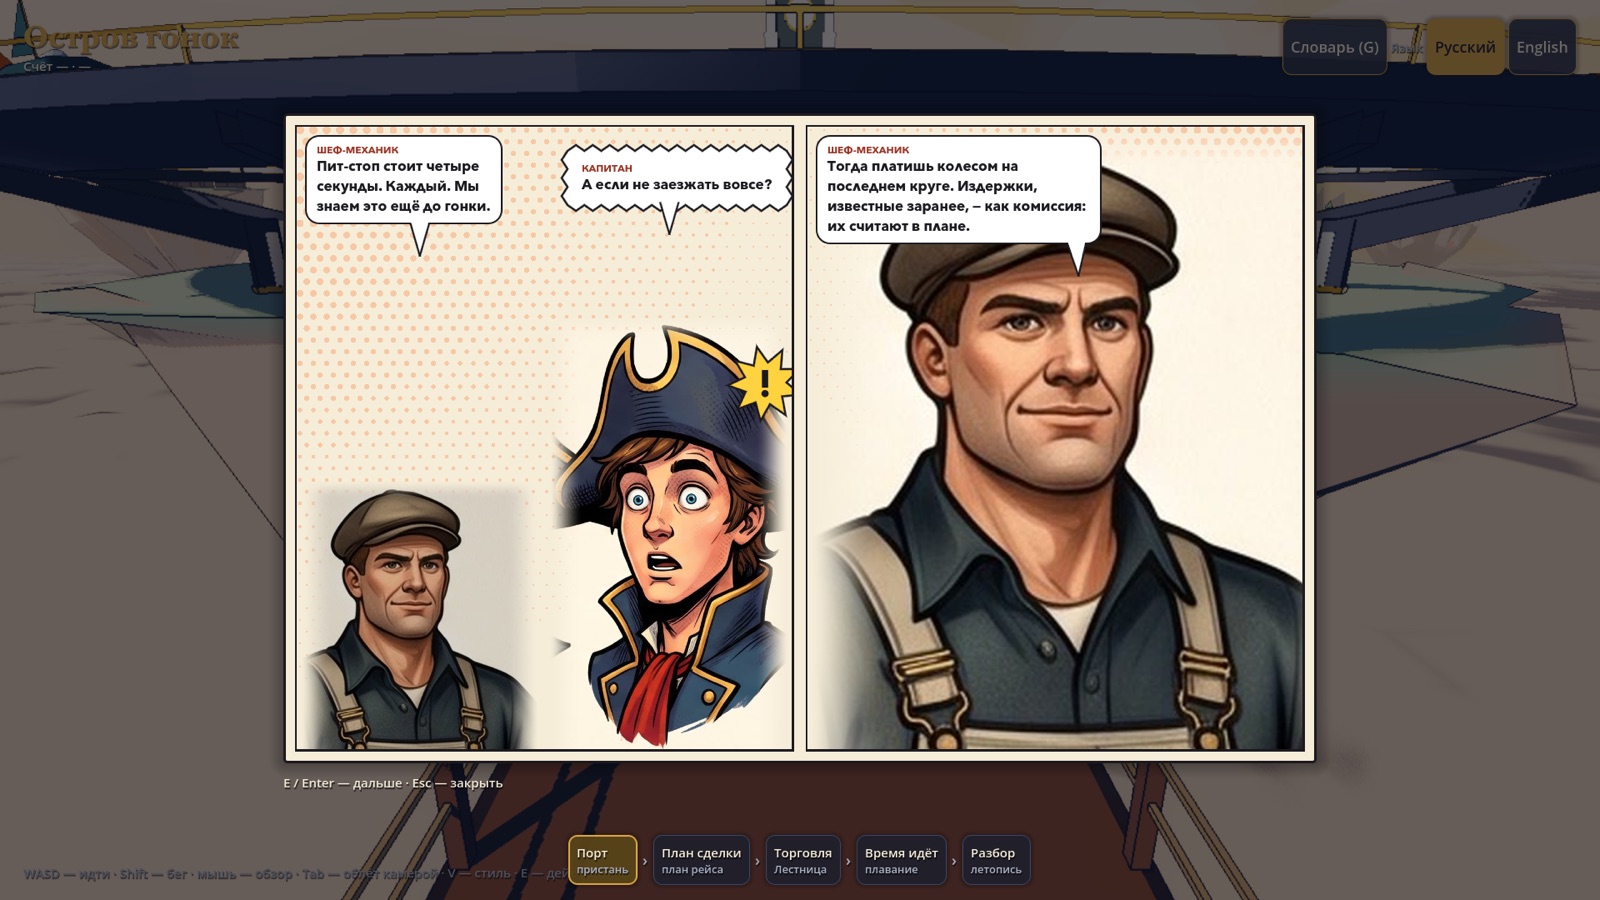 Остров гонок
Счёт — · —
Словарь (G)
Язык
Русский
English
ШЕФ-МЕХАНИК
Пит-стоп стоит четыре
секунды. Каждый. Мы
знаем это ещё до гонки.
КАПИТАН
А если не заезжать вовсе?
!
ШЕФ-МЕХАНИК
Тогда платишь колесом на
последнем круге. Издержки,
известные заранее, – как комиссия:
их считают в плане.
E / Enter — дальше · Esc — закрыть
Порт
пристань
›
План сделки
план рейса
›
Торговля
Лестница
›
Время идёт
плавание
›
Разбор
летопись
WASD — идти · Shift — бег · мышь — обзор · Tab — облёт камерой · V — стиль · E — дей